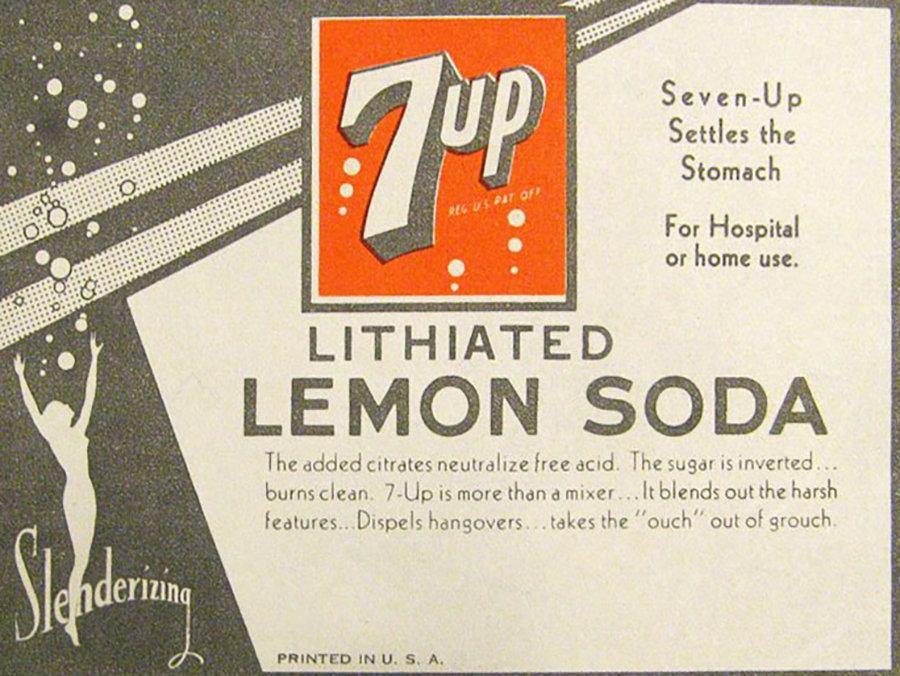 7up
REG. U.S. PAT. OFF.
Seven-Up
Settles the
Stomach
For Hospital
or home use.
LITHIATED
LEMON SODA
The added citrates neutralize free acid. The sugar is inverted...
burns clean. 7-Up is more than a mixer...It blends out the harsh
features...Dispels hangovers...takes the "ouch" out of grouch.
Slenderizing
PRINTED IN U. S. A.